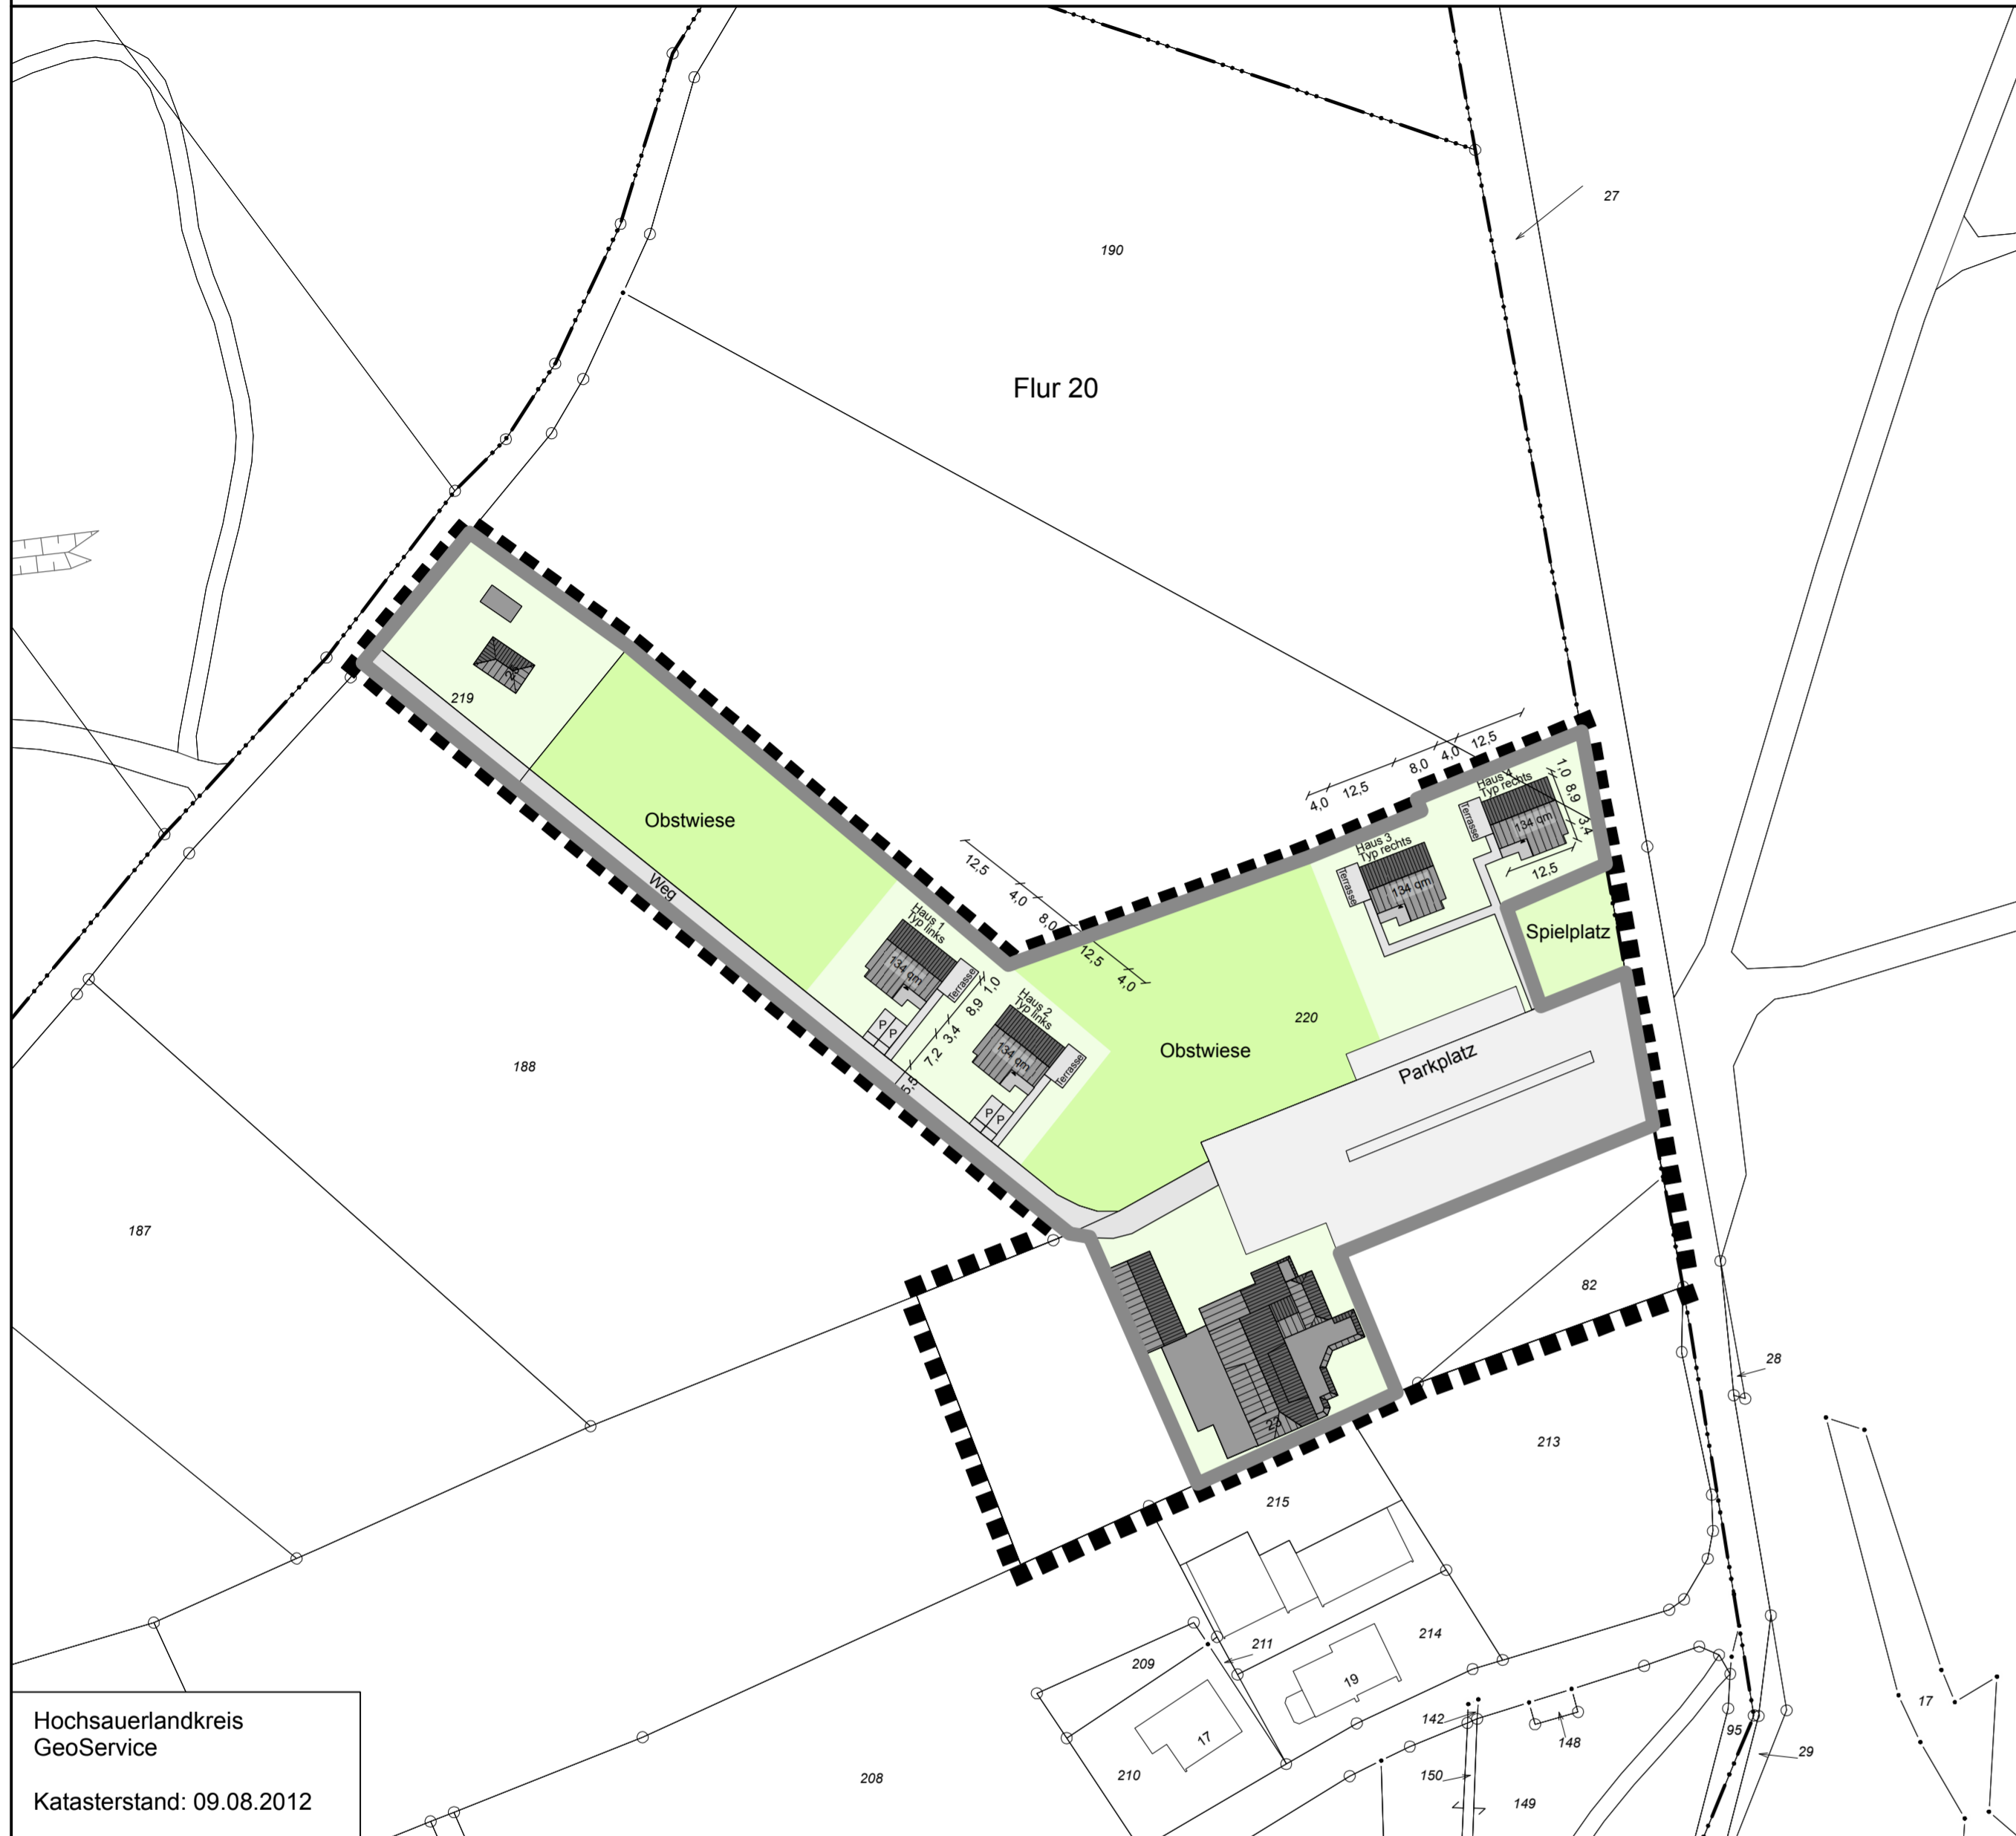 27
190
Flur 20
219
26
Obstwiese
Weg
12,5
4,0
8,0
12,5
4,0
4,0
12,5
8,0
4,0
12,5
Haus 4
Typ rechts
Terrasse
134 qm
1,0
8,9
3,4
12,5
Haus 3
Typ rechts
Terrasse
134 qm
Spielplatz
Haus 1
Typ links
134 qm
Terrasse
P
P
1,0
8,9
3,4
7,2
5,5
Haus 2
Typ links
134 qm
Terrasse
P
P
220
Obstwiese
Parkplatz
188
187
82
28
23
213
215
214
211
209
19
17
210
208
142
148
150
149
95
29
17
Hochsauerlandkreis
GeoService
Katasterstand: 09.08.2012